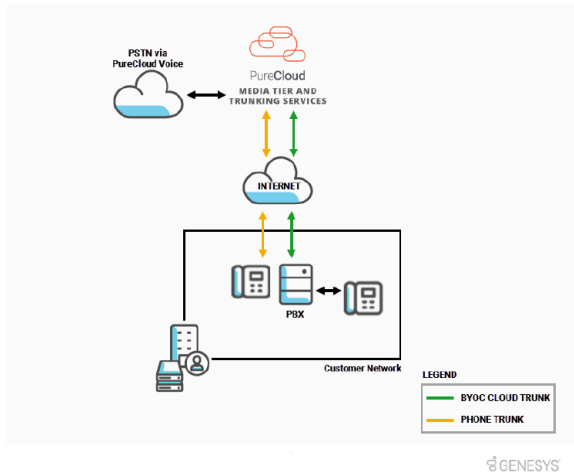 PSTN via
PureCloud Voice
PureCloud
MEDIA TIER AND
TRUNKING SERVICES
INTERNET
PBX
Customer Network
LEGEND
BYOC CLOUD TRUNK
PHONE TRUNK
GENESYS